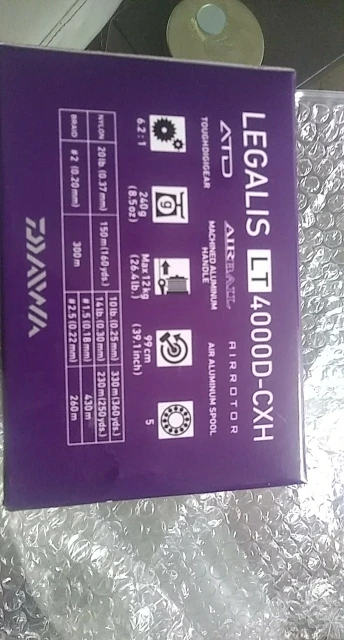 LEGALIS LT 4000D-CXH
ATD AIRBAIL AIRROTOR
TOUGHDIGIGEAR MACHINED ALUMINUM HANDLE AIR ALUMINUM SPOOL
6.2:1
240g (8.5oz)
Max 12kg (26.4lb.)
99cm (39.1inch)
5
NYLON 20lb.(0.37mm) 150m(160yds.) 10lb.(0.25mm) 330m(360yds.)
14lb.(0.30mm) 230m(250yds.)
BRAID #2 (0.20mm) 300m #1.5(0.18mm) 430m
#2.5(0.22mm) 260m
DAIWA